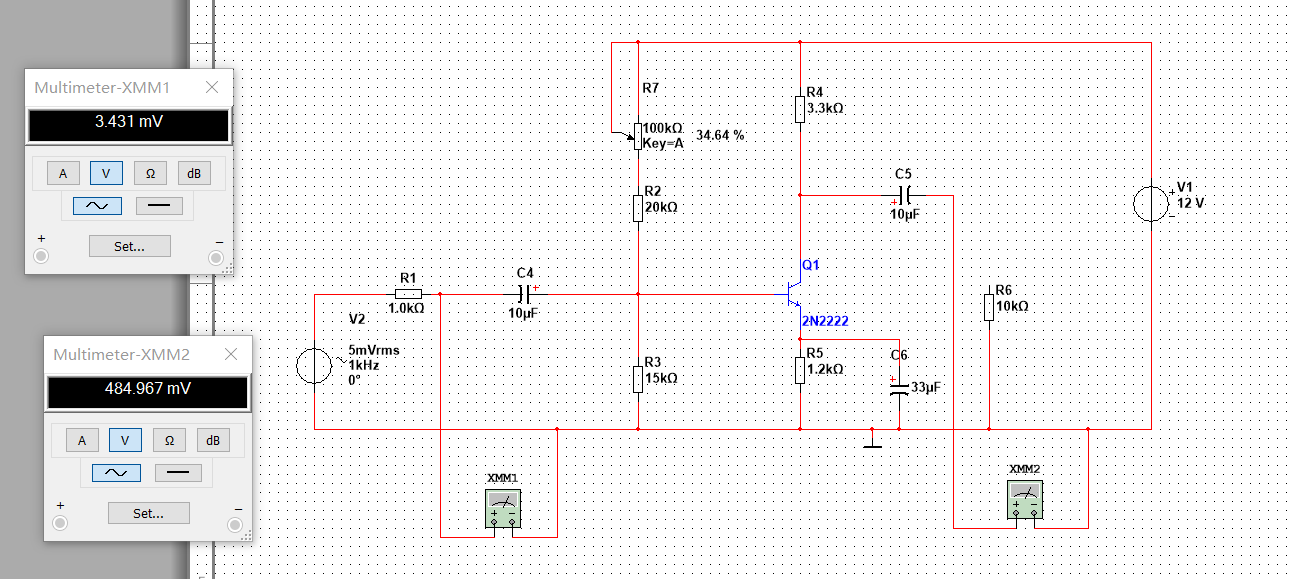 Multimeter-XMM1
3.431 mV
A V Ω dB
+ −
Set...
Multimeter-XMM2
484.967 mV
A V Ω dB
+ −
Set...
R7
100kΩ
Key=A
34.64 %
R4
3.3kΩ
R2
20kΩ
C5
+
10µF
V1
+
12 V
−
R1
1.0kΩ
C4
+
10µF
Q1
2N2222
R6
10kΩ
V2
5mVrms
1kHz
0°
R3
15kΩ
R5
1.2kΩ
C6
+
33µF
XMM1
+ −
XMM2
+ −